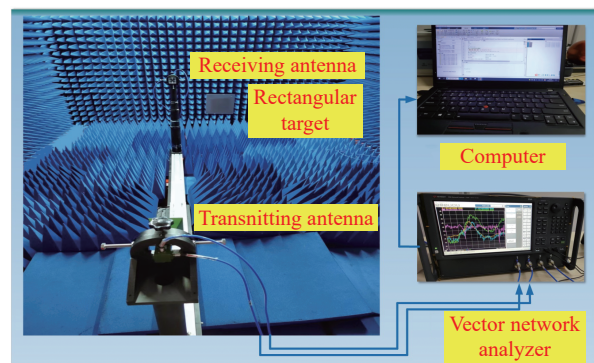 Receiving antenna
Rectangular
target
Transnitting antenna
Computer
Vector network
analyzer